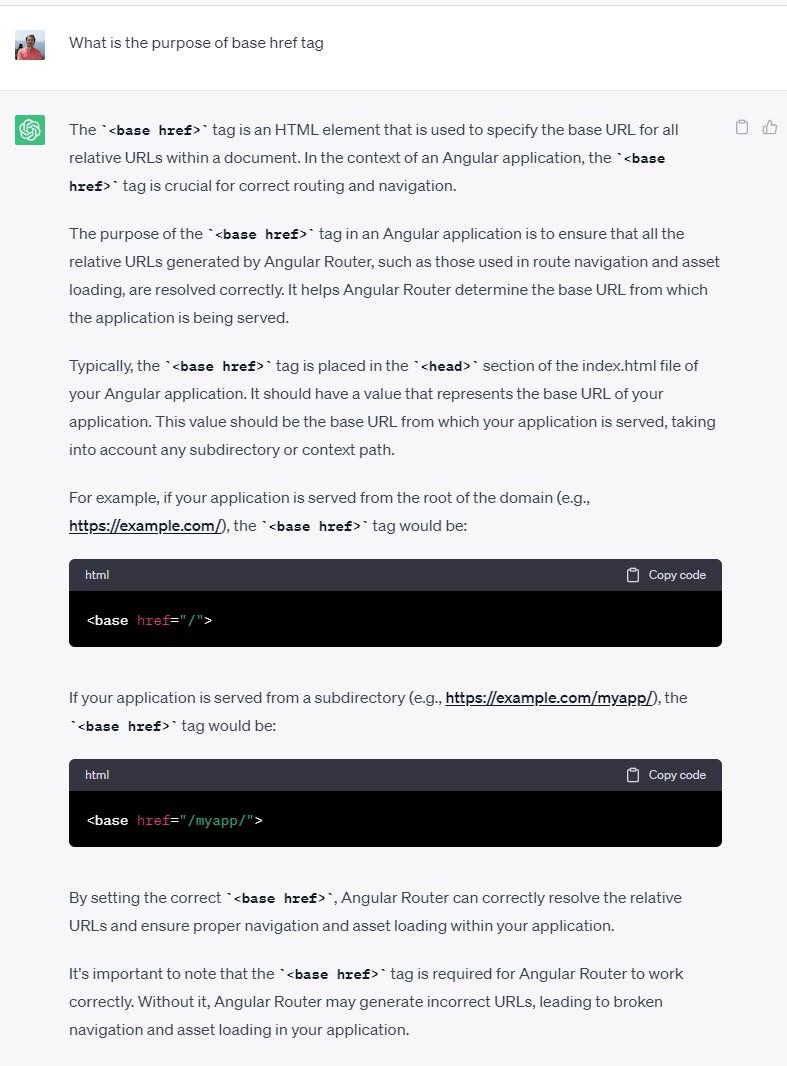 What is the purpose of base href tag
The `<base href>` tag is an HTML element that is used to specify the base URL for all
relative URLs within a document. In the context of an Angular application, the `<base
href>` tag is crucial for correct routing and navigation.
The purpose of the `<base href>` tag in an Angular application is to ensure that all the
relative URLs generated by Angular Router, such as those used in route navigation and asset
loading, are resolved correctly. It helps Angular Router determine the base URL from which
the application is being served.
Typically, the `<base href>` tag is placed in the `<head>` section of the index.html file of
your Angular application. It should have a value that represents the base URL of your
application. This value should be the base URL from which your application is served, taking
into account any subdirectory or context path.
For example, if your application is served from the root of the domain (e.g.,
https://example.com/), the `<base href>` tag would be:
html Copy code
<base href="/">
If your application is served from a subdirectory (e.g., https://example.com/myapp/), the
`<base href>` tag would be:
html Copy code
<base href="/myapp/">
By setting the correct `<base href>`, Angular Router can correctly resolve the relative
URLs and ensure proper navigation and asset loading within your application.
It's important to note that the `<base href>` tag is required for Angular Router to work
correctly. Without it, Angular Router may generate incorrect URLs, leading to broken
navigation and asset loading in your application.